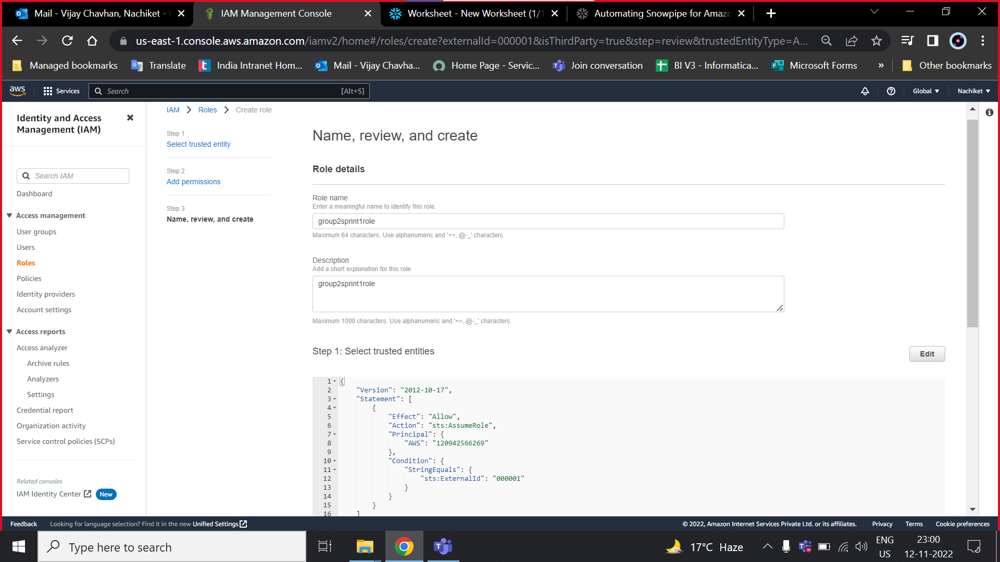 Mail - Vijay Chavhan, Nachiket -
IAM Management Console
Worksheet - New Worksheet (1/1
Automating Snowpipe for Amazo
us-east-1.console.aws.amazon.com/iamv2/home#/roles/create?externalId=000001&isThirdParty=true&step=review&trustedEntityType=A...
Managed bookmarks
Translate
India Intranet Hom...
Mail - Vijay Chavha...
Home Page - Servic...
Join conversation
BI V3 - Informatica...
Microsoft Forms
»
Other bookmarks
aws
Services
Search
[Alt+S]
Global
Nachiket
Identity and Access Management (IAM)
Search IAM
Dashboard
Access management
User groups
Users
Roles
Policies
Identity providers
Account settings
Access reports
Access analyzer
Archive rules
Analyzers
Settings
Credential report
Organization activity
Service control policies (SCPs)
Related consoles
IAM Identity Center New
IAM > Roles > Create role
Step 1
Select trusted entity
Step 2
Add permissions
Step 3
Name, review, and create
Name, review, and create
Role details
Role name
Enter a meaningful name to identify this role.
group2sprint1role
Maximum 64 characters. Use alphanumeric and '+=,.@-_' characters.
Description
Add a short explanation for this role.
group2sprint1role
Maximum 1000 characters. Use alphanumeric and '+=,.@-_' characters.
Step 1: Select trusted entities
Edit
1 {
2 "Version": "2012-10-17",
3 "Statement": [
4 {
5 "Effect": "Allow",
6 "Action": "sts:AssumeRole",
7 "Principal": {
8 "AWS": "120942566269"
9 },
10 "Condition": {
11 "StringEquals": {
12 "sts:ExternalId": "000001"
13 }
14 }
15 }
16 ]
Feedback
Looking for language selection? Find it in the new Unified Settings
© 2022, Amazon Internet Services Private Ltd. or its affiliates.
Privacy
Terms
Cookie preferences
Type here to search
17°C Haze
ENG
US
23:00
12-11-2022